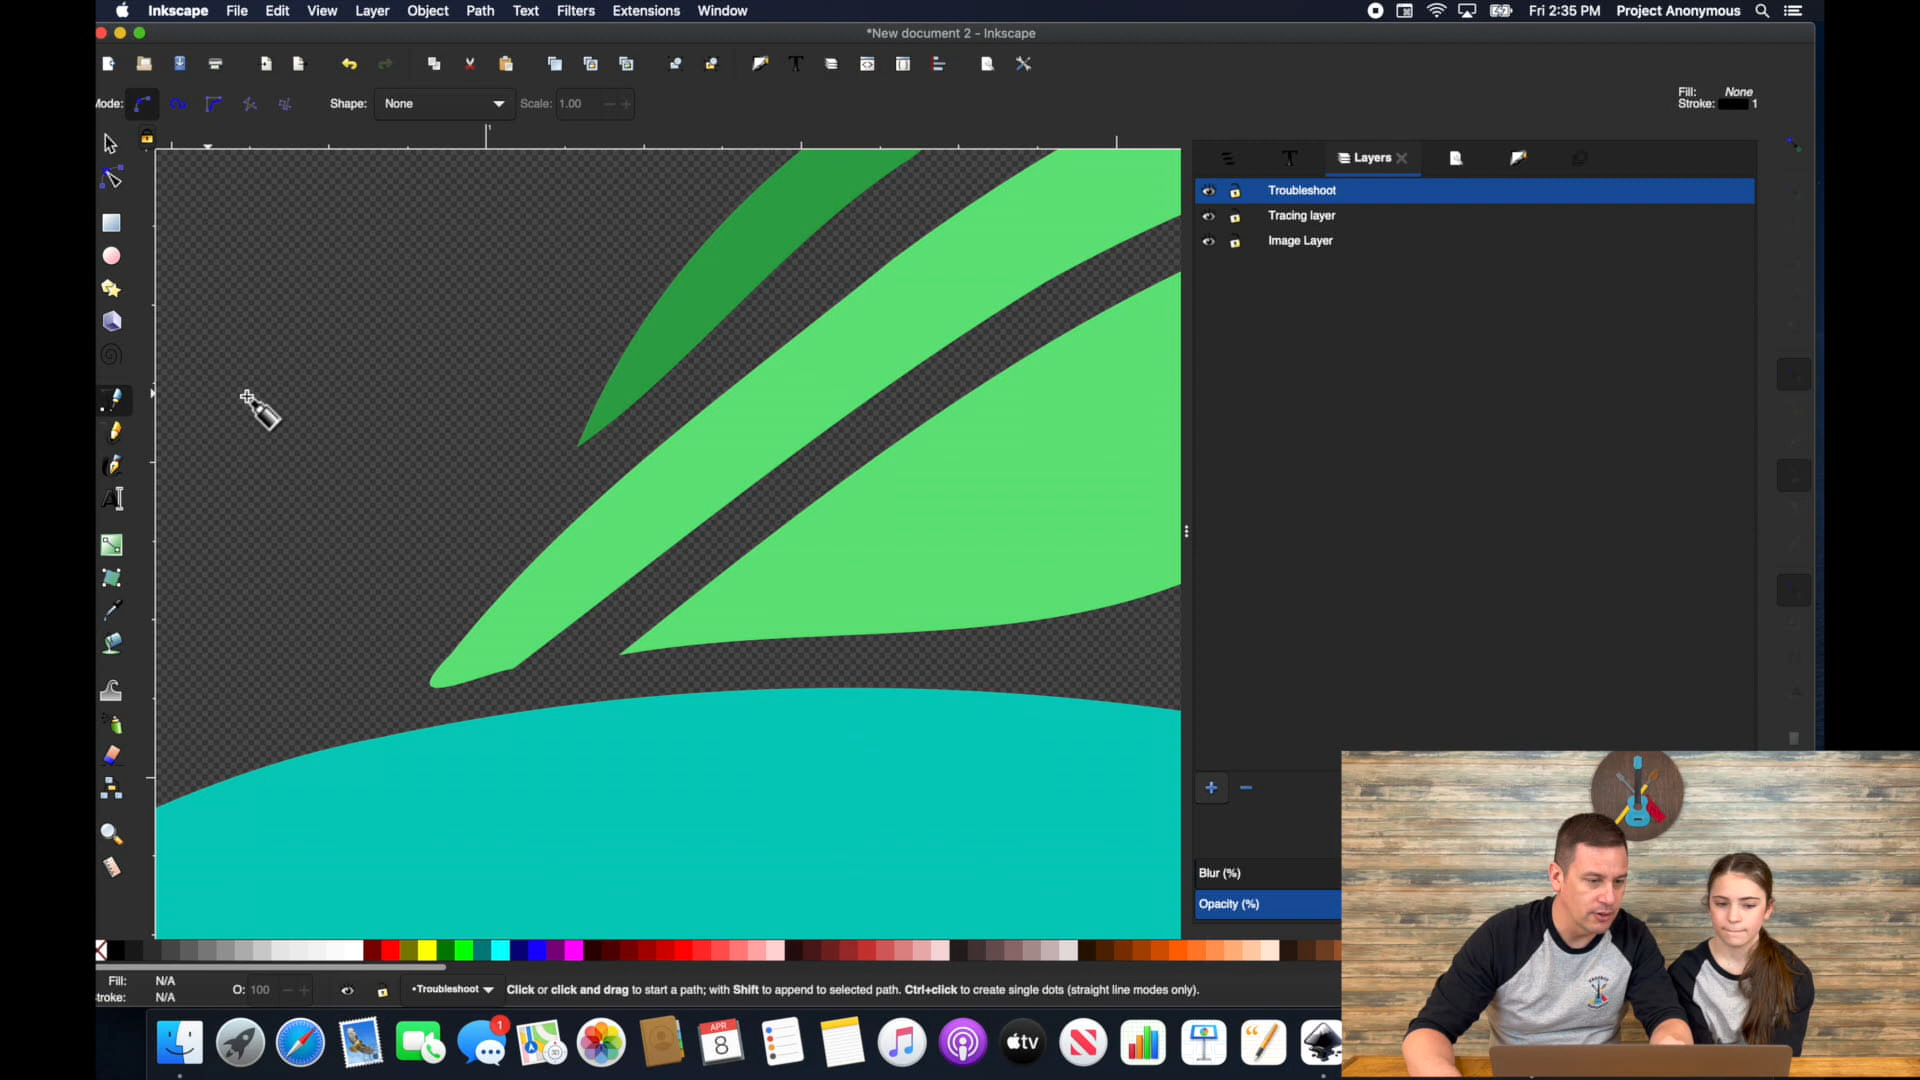 Inkscape File Edit View Layer Object Path Text Filters Extensions Window Fri 2:35 PM Project Anonymous
*New document 2 - Inkscape
Mode: Shape: None Scale: 1.00 Fill: None
Stroke: 1
1
Layers
Troubleshoot
Tracing layer
Image Layer
Blur (%)
Opacity (%)
Fill: N/A
Stroke: N/A
O: 100 •Troubleshoot Click or click and drag to start a path; with Shift to append to selected path. Ctrl+click to create single dots (straight line modes only).
1
APR
8
tv